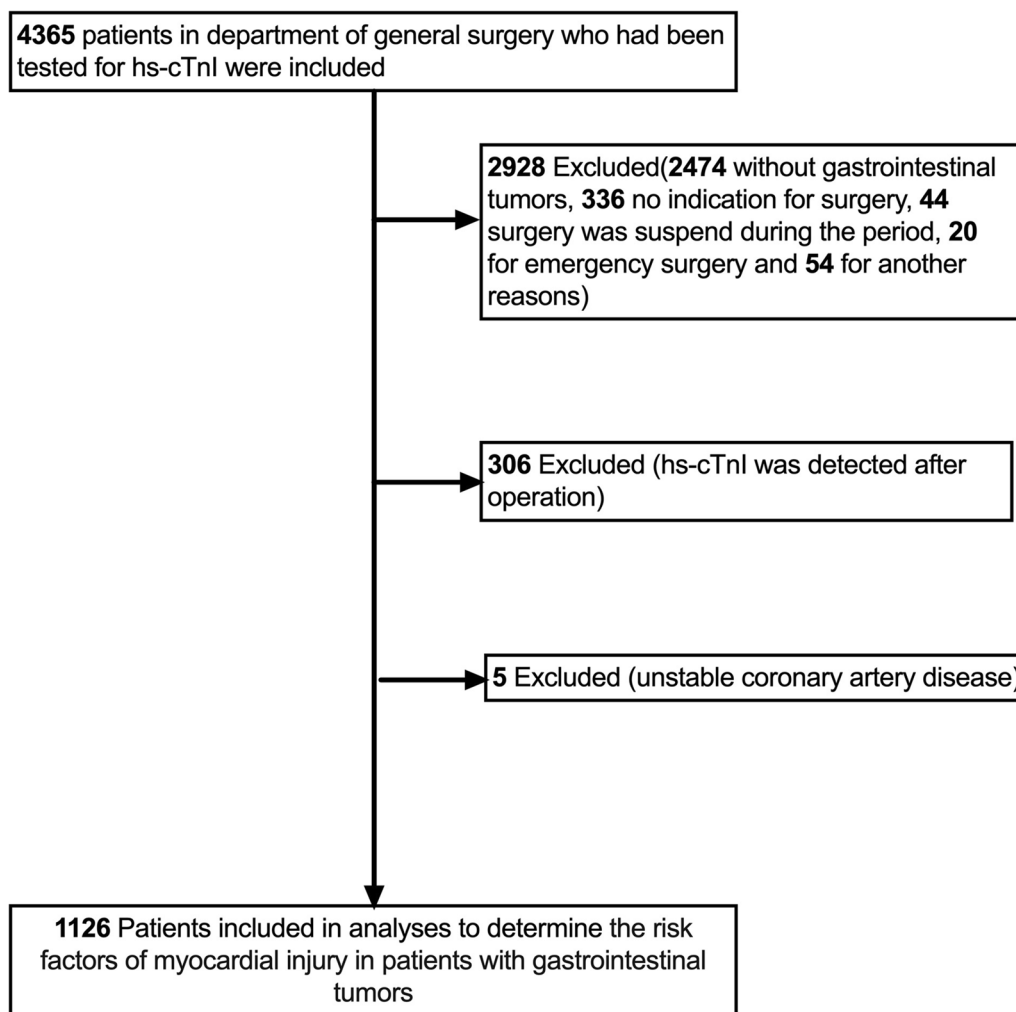 4365 patients in department of general surgery who had been
tested for hs-cTnI were included
2928 Excluded(2474 without gastrointestinal
tumors, 336 no indication for surgery, 44
surgery was suspend during the period, 20
for emergency surgery and 54 for another
reasons)
306 Excluded (hs-cTnI was detected after
operation)
5 Excluded (unstable coronary artery disease)
1126 Patients included in analyses to determine the risk
factors of myocardial injury in patients with gastrointestinal
tumors